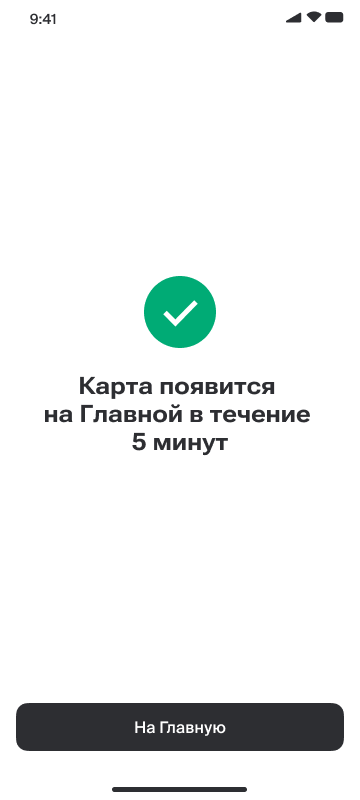 9:41
Карта появится
на Главной в течение
5 минут
На Главную